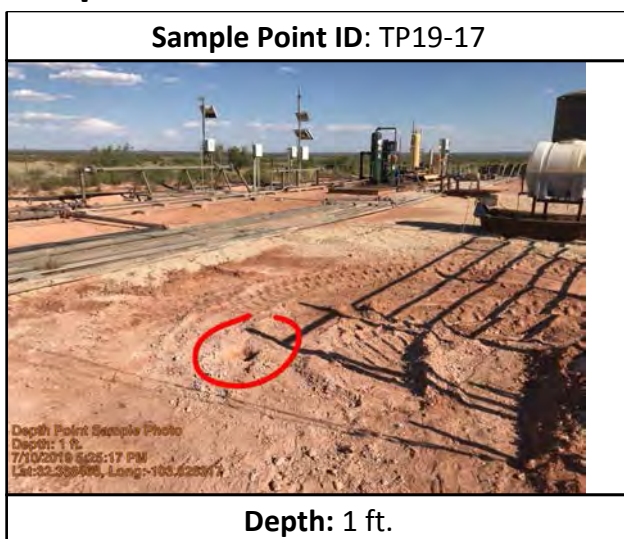 Sample Point ID: TP19-17
Depth Point Sample Photo
Depth: 1 ft.
7/10/2019 5:25:17 PM
Depth: 1 ft.